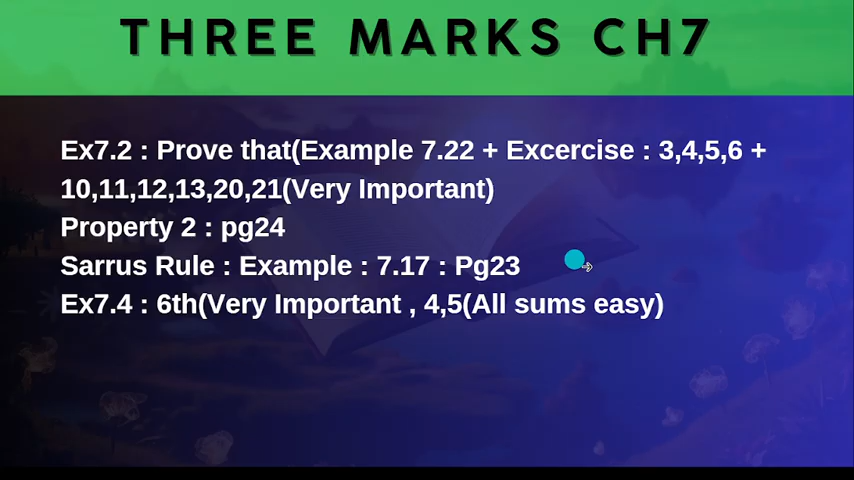 THREE MARKS CH7
Ex7.2 : Prove that(Example 7.22 + Excercise : 3,4,5,6 +
10,11,12,13,20,21(Very Important)
Property 2 : pg24
Sarrus Rule : Example : 7.17 : Pg23
Ex7.4 : 6th(Very Important , 4,5(All sums easy)